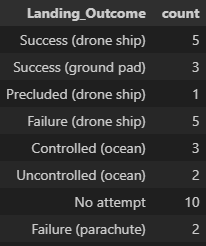 Landing_Outcome count
Success (drone ship) 5
Success (ground pad) 3
Precluded (drone ship) 1
Failure (drone ship) 5
Controlled (ocean) 3
Uncontrolled (ocean) 2
No attempt 10
Failure (parachute) 2